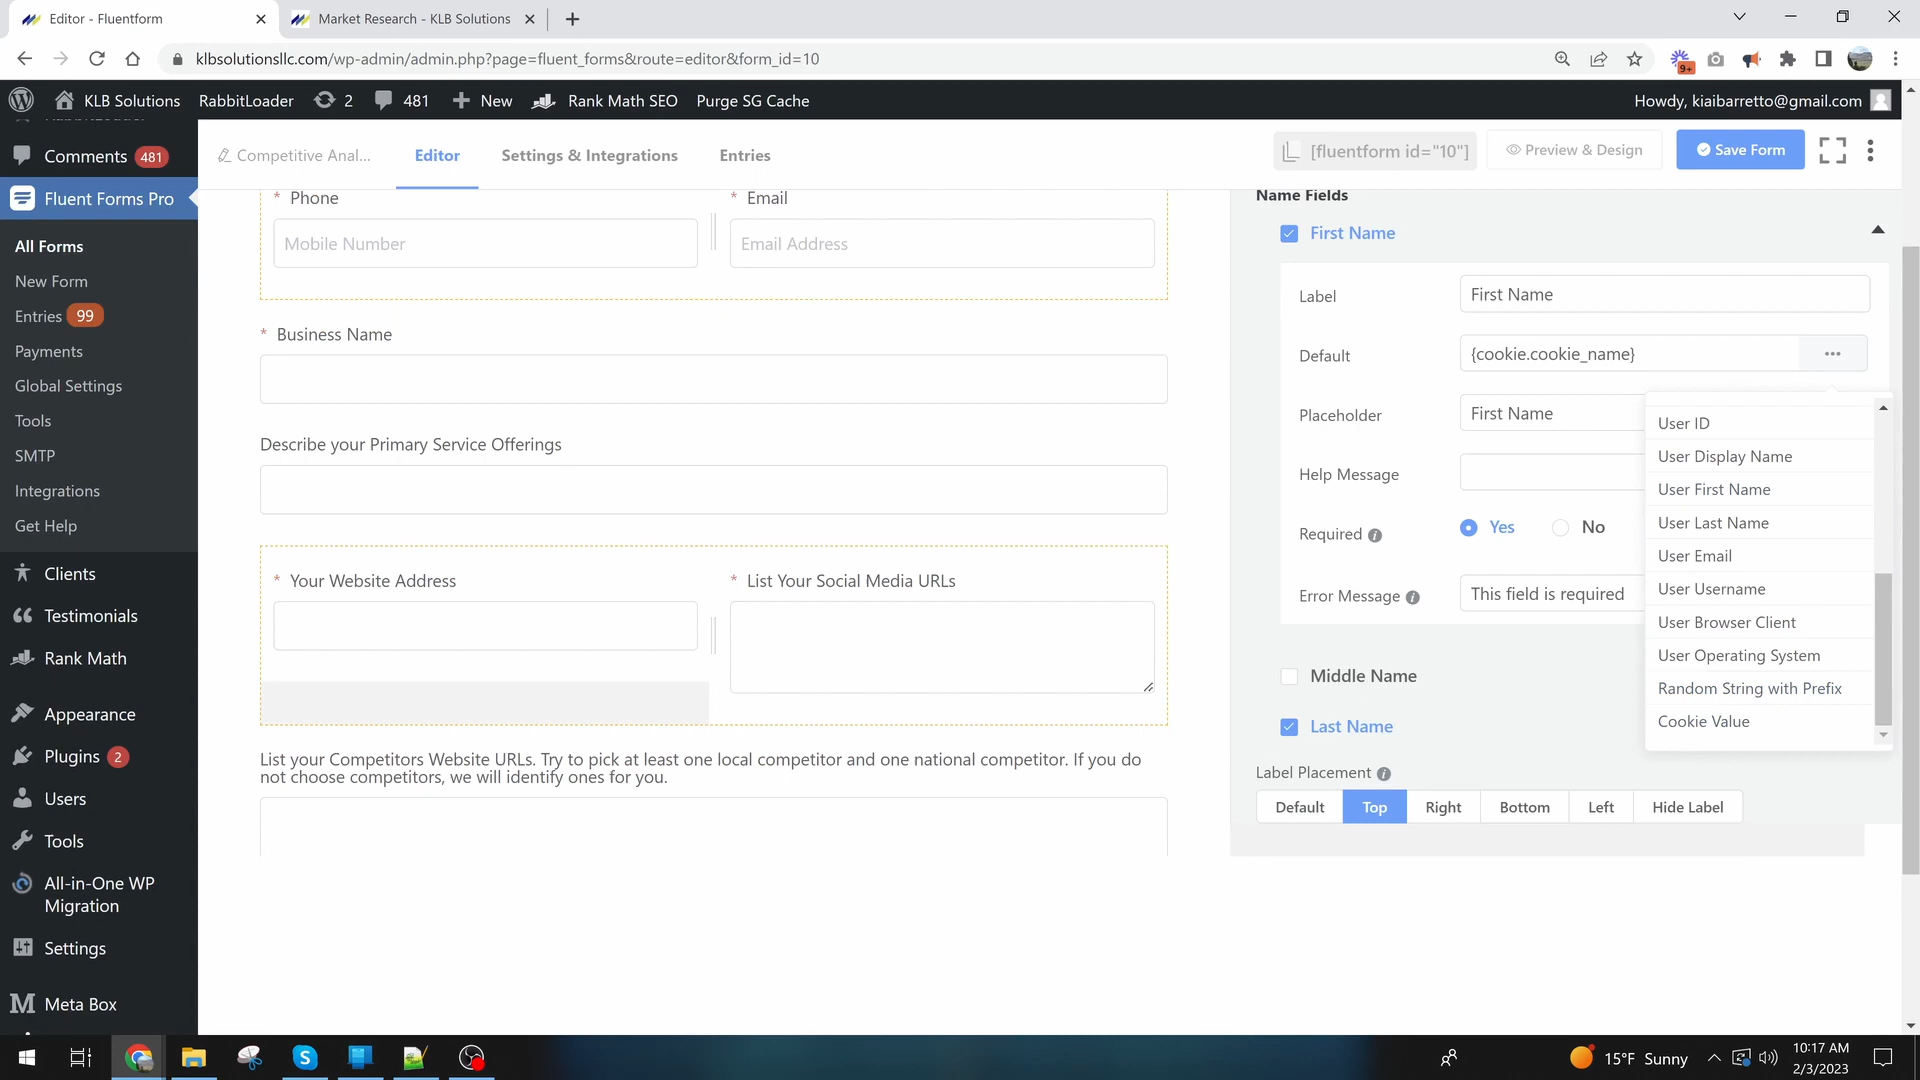 Editor - Fluentform
Market Research - KLB Solutions
klbsolutionsllc.com/wp-admin/admin.php?page=fluent_forms&route=editor&form_id=10
9+
KLB Solutions
RabbitLoader
2
481
New
Rank Math SEO
Purge SG Cache
Howdy, kiaibarretto@gmail.com
Comments 481
Fluent Forms Pro
All Forms
New Form
Entries 99
Payments
Global Settings
Tools
SMTP
Integrations
Get Help
Clients
Testimonials
Rank Math
Appearance
Plugins 2
Users
Tools
All-in-One WP
Migration
Settings
Meta Box
Competitive Anal...
Editor
Settings & Integrations
Entries
[fluentform id="10"]
Preview & Design
Save Form
* Phone
Mobile Number
* Email
Email Address
* Business Name
Describe your Primary Service Offerings
* Your Website Address
* List Your Social Media URLs
List your Competitors Website URLs. Try to pick at least one local competitor and one national competitor. If you do
not choose competitors, we will identify ones for you.
Name Fields
First Name
Label
First Name
Default
{cookie.cookie_name}
Placeholder
First Name
Help Message
Required
Yes
No
Error Message
This field is required
User ID
User Display Name
User First Name
User Last Name
User Email
User Username
User Browser Client
User Operating System
Random String with Prefix
Cookie Value
Middle Name
Last Name
Label Placement
Default
Top
Right
Bottom
Left
Hide Label
15°F Sunny
10:17 AM
2/3/2023